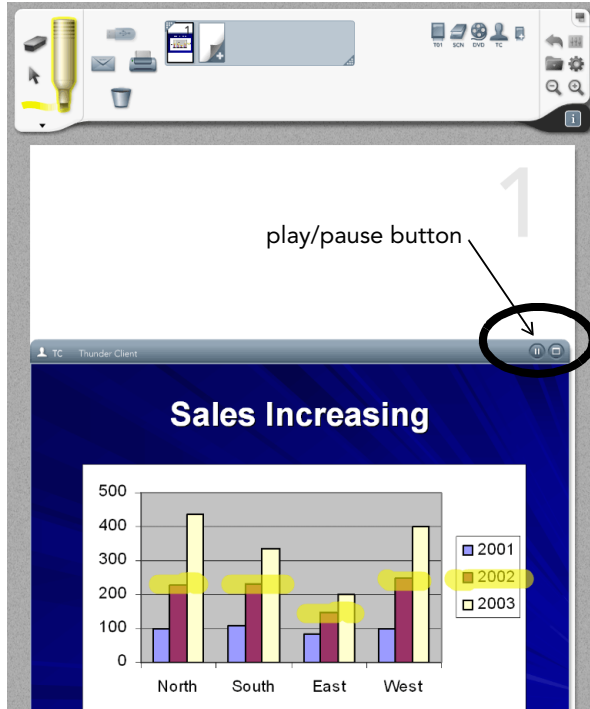 1
T01 SCN DVD TC
i
1
play/pause button
TC Thunder Client
Sales Increasing
500
400
300
200
100
0
2001
2002
2003
North South East West